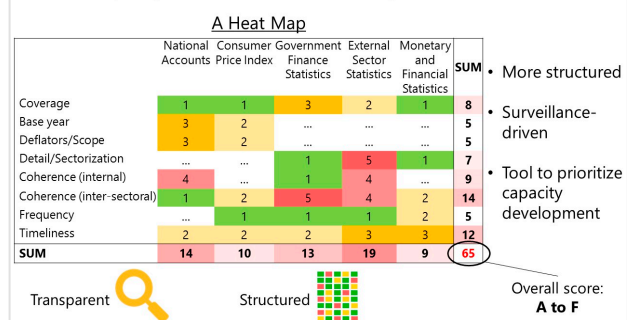 A Heat Map
National Accounts Consumer Price Index Government Finance Statistics External Sector Statistics Monetary and Financial Statistics SUM
Coverage 1 1 3 2 1 8
Base year 3 2 ... ... ... 5
Deflators/Scope 3 2 ... ... ... 5
Detail/Sectorization ... ... 1 5 1 7
Coherence (internal) 4 ... 1 4 ... 9
Coherence (inter-sectoral) 1 2 5 4 2 14
Frequency ... 1 1 1 2 5
Timeliness 2 2 2 3 3 12
SUM 14 10 13 19 9 65
• More structured
• Surveillance-
driven
• Tool to prioritize
capacity
development
Transparent
Structured
Overall score:
A to F